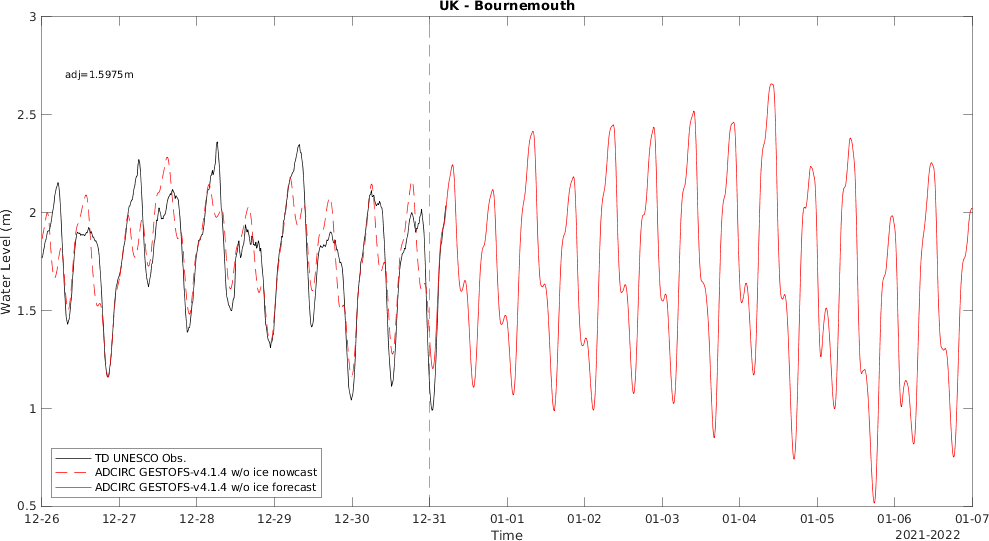 UK - Bournemouth
adj=1.5975m
Water Level (m)
3
2.5
2
1.5
1
0.5
TD UNESCO Obs.
ADCIRC GESTOFS-v4.1.4 w/o ice nowcast
ADCIRC GESTOFS-v4.1.4 w/o ice forecast
12-26 12-27 12-28 12-29 12-30 12-31 01-01 01-02 01-03 01-04 01-05 01-06 01-07
Time
2021-2022